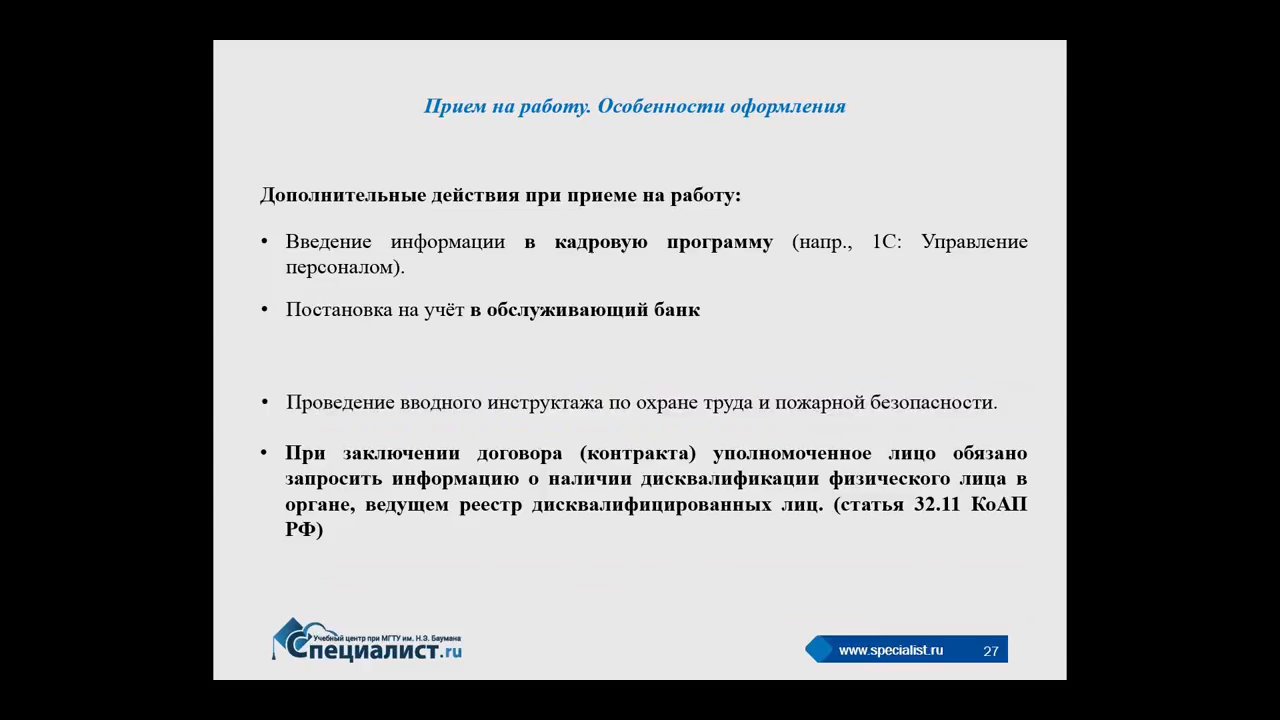 Прием на работу. Особенности оформления
Дополнительные действия при приеме на работу:
• Введение информации в кадровую программу (напр., 1С: Управление
персоналом).
• Постановка на учёт в обслуживающий банк
• Проведение вводного инструктажа по охране труда и пожарной безопасности.
• При заключении договора (контракта) уполномоченное лицо обязано
запросить информацию о наличии дисквалификации физического лица в
органе, ведущем реестр дисквалифицированных лиц. (статья 32.11 КоАП
РФ)
Учебный центр при МГТУ им. Н.Э. Баумана
Специалист.ru
www.specialist.ru 27